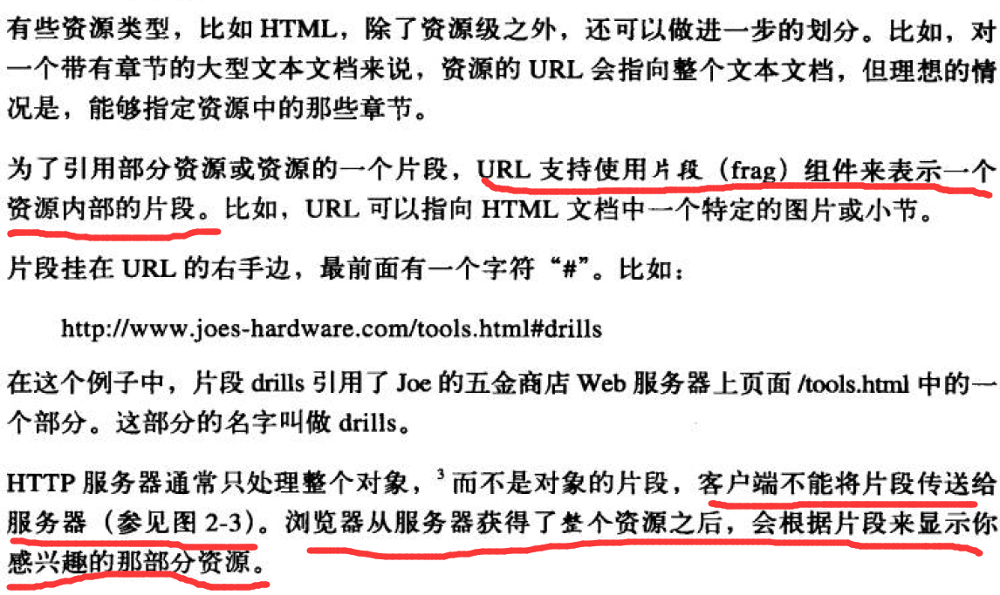 有些资源类型，比如 HTML，除了资源级之外，还可以做进一步的划分。比如，对
一个带有章节的大型文本文档来说，资源的 URL 会指向整个文本文档，但理想的情
况是，能够指定资源中的那些章节。
为了引用部分资源或资源的一个片段，URL 支持使用片段（frag）组件来表示一个
资源内部的片段。比如，URL 可以指向 HTML 文档中一个特定的图片或小节。
片段挂在 URL 的右手边，最前面有一个字符“#”。比如：
http://www.joes-hardware.com/tools.html#drills
在这个例子中，片段 drills 引用了 Joe 的五金商店 Web 服务器上页面 /tools.html 中的一
个部分。这部分的名字叫做 drills。
HTTP 服务器通常只处理整个对象，³ 而不是对象的片段，客户端不能将片段传送给
服务器（参见图 2-3）。浏览器从服务器获得了整个资源之后，会根据片段来显示你
感兴趣的那部分资源。